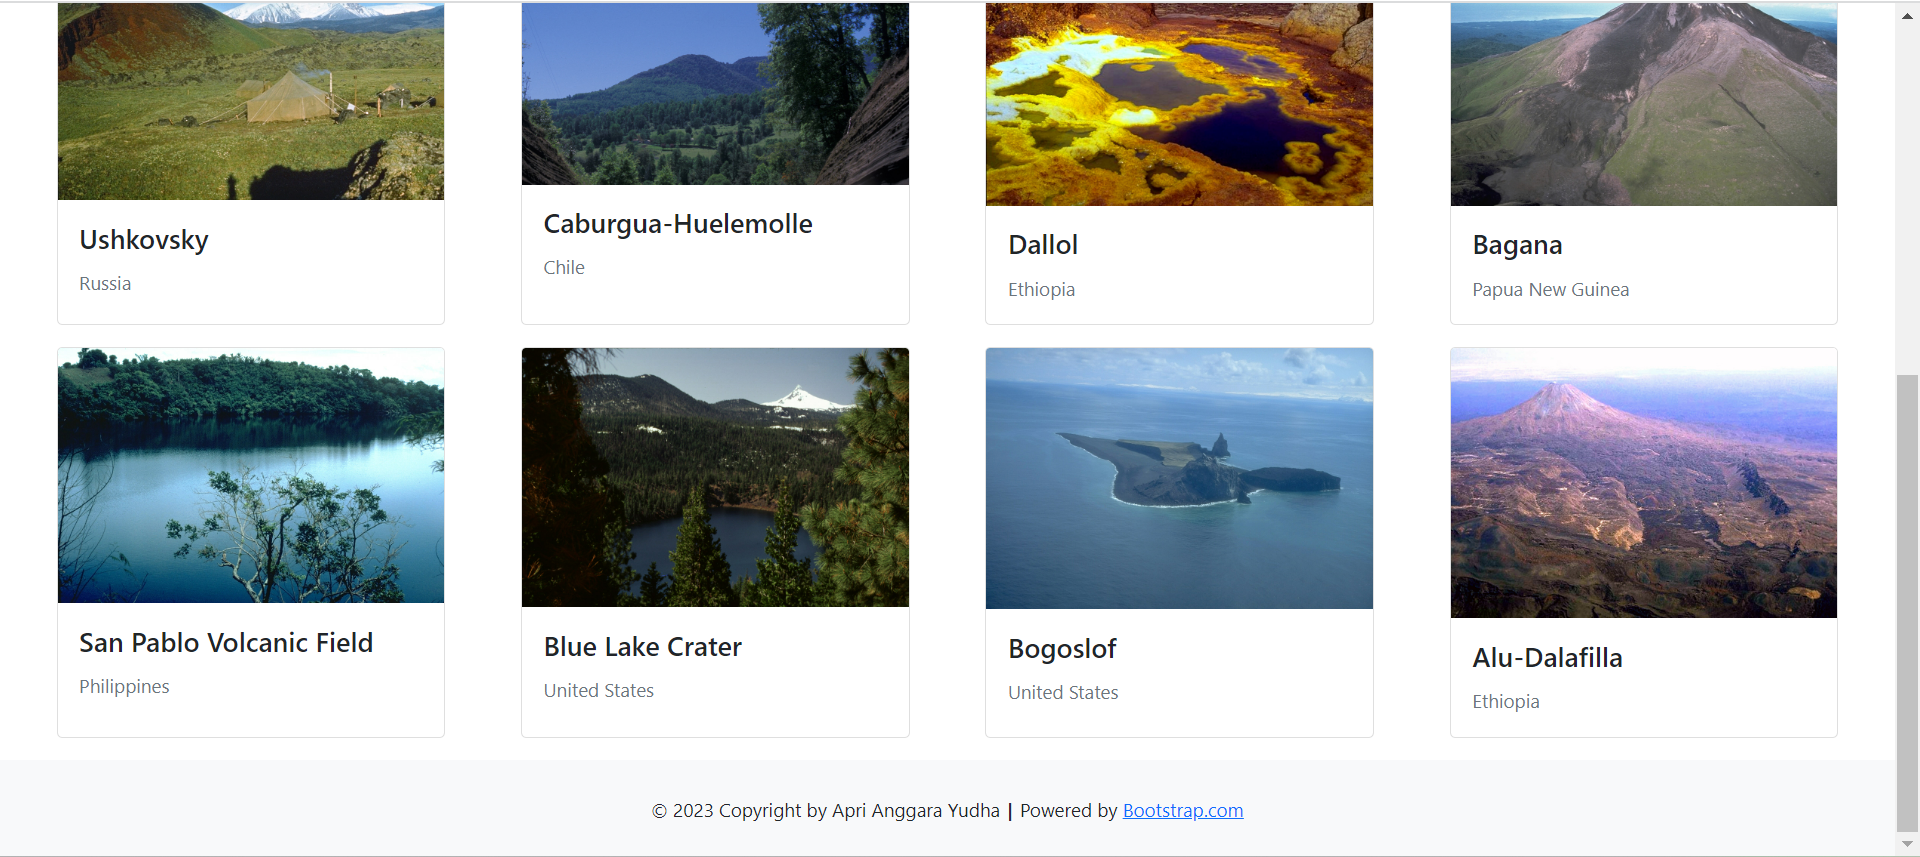 Ushkovsky
Russia
Caburgua-Huelemolle
Chile
Dallol
Ethiopia
Bagana
Papua New Guinea
San Pablo Volcanic Field
Philippines
Blue Lake Crater
United States
Bogoslof
United States
Alu-Dalafilla
Ethiopia
© 2023 Copyright by Apri Anggara Yudha | Powered by Bootstrap.com